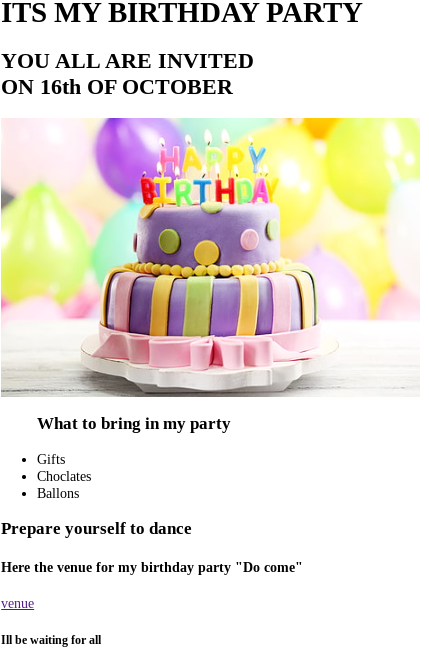 ITS MY BIRTHDAY PARTY
YOU ALL ARE INVITED
ON 16th OF OCTOBER
HAPPY
BIRTHDAY
What to bring in my party
Gifts
Choclates
Ballons
Prepare yourself to dance
Here the venue for my birthday party "Do come"
venue
Ill be waiting for all